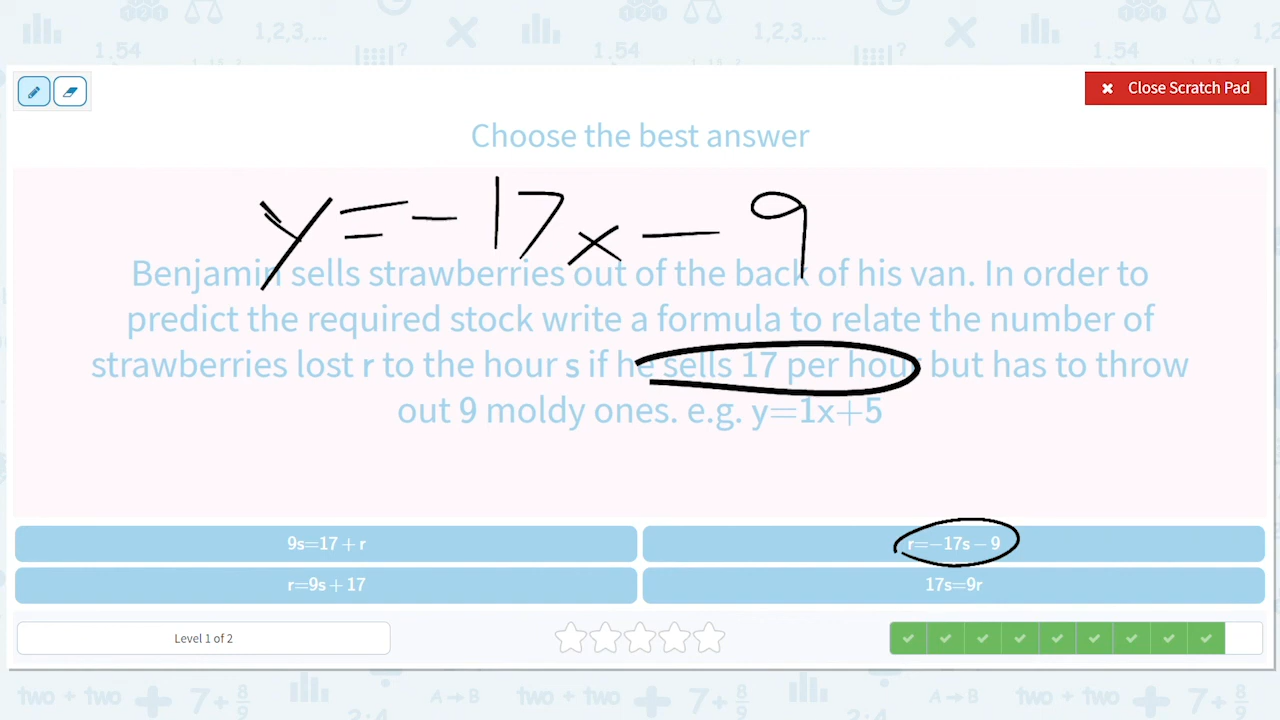 Close Scratch Pad
Choose the best answer
y=-17x-9
Benjamin sells strawberries out of the back of his van. In order to
predict the required stock write a formula to relate the number of
strawberries lost r to the hour s if he sells 17 per hour but has to throw
out 9 moldy ones. e.g. y=1x+5
9s=17+r
r=−17s−9
r=9s+17
17s=9r
Level 1 of 2